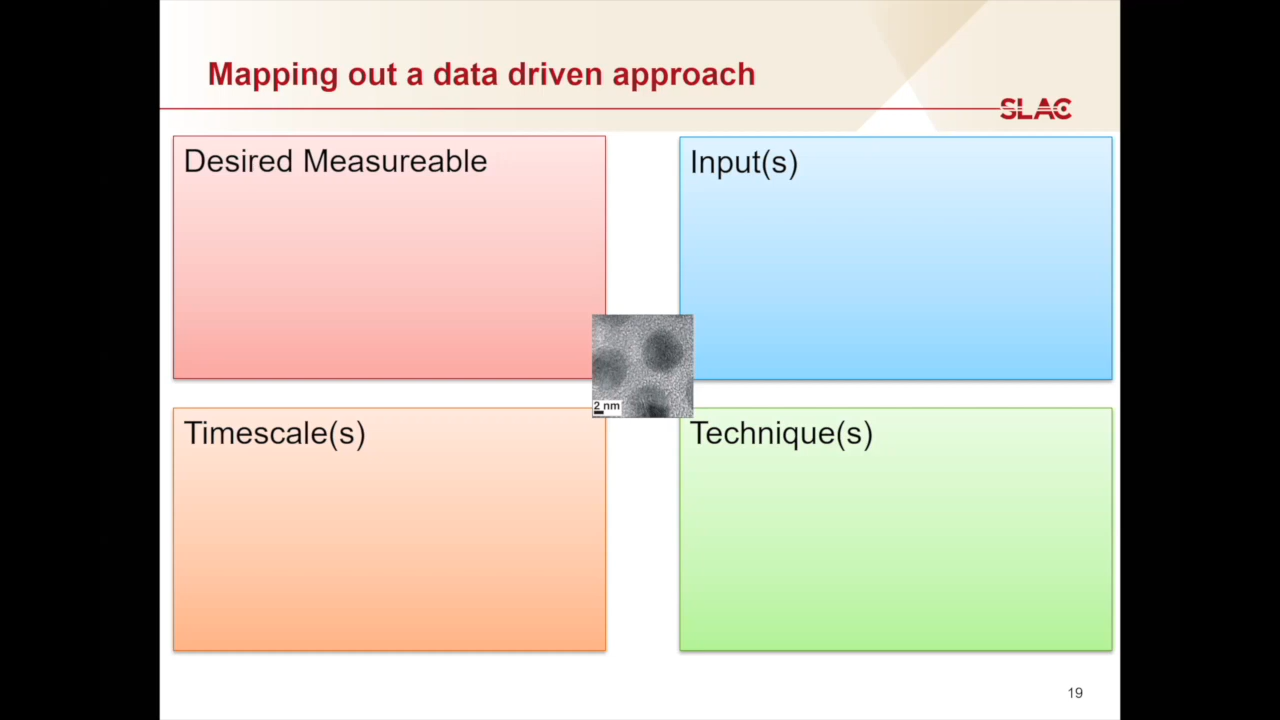 Mapping out a data driven approach
SLAC
Desired Measureable
Input(s)
2 nm
Timescale(s)
Technique(s)
19